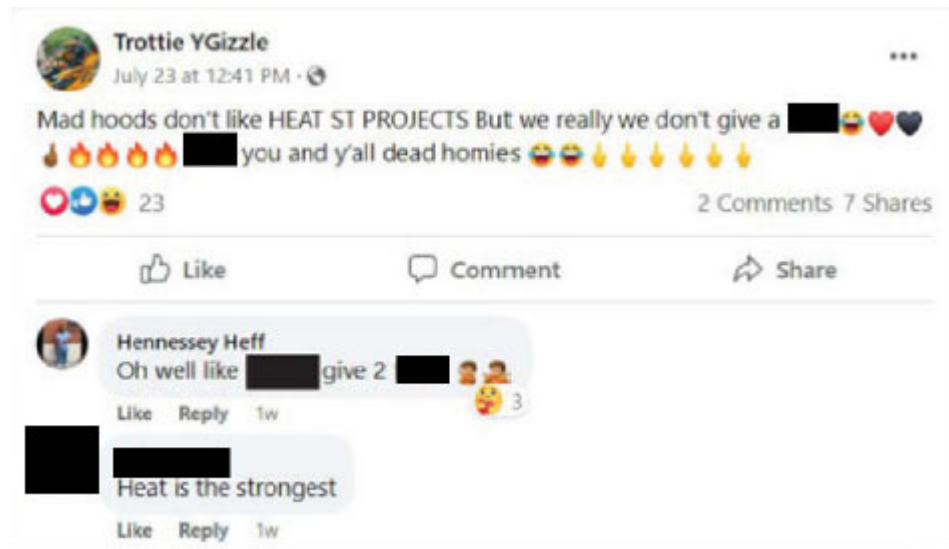 Trottie YGizzle
July 23 at 12:41 PM ·
Mad hoods don't like HEAT ST PROJECTS But we really we don't give a
you and y'all dead homies
23
2 Comments 7 Shares
Like Comment Share
Hennessey Heff
Oh well like give 2
3
Like Reply 1w
Heat is the strongest
Like Reply 1w